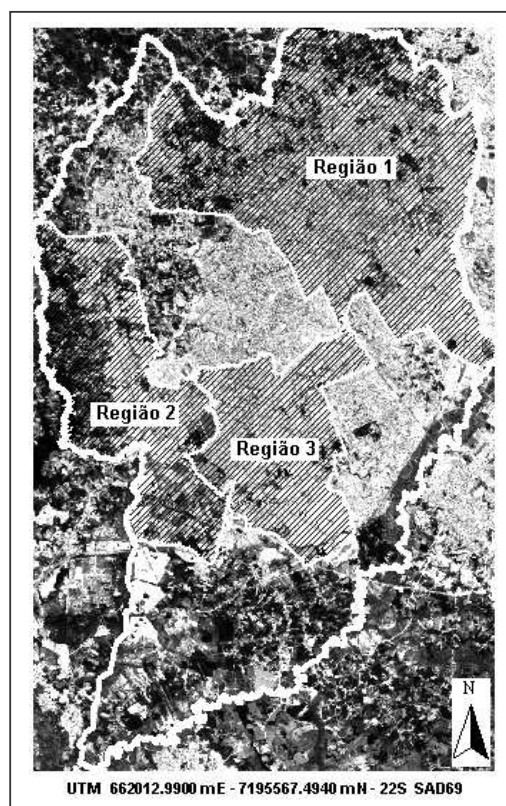 Região 1
Região 2
Região 3
N
UTM 662012.9900 mE - 7195567.4940 mN - 22S SAD69